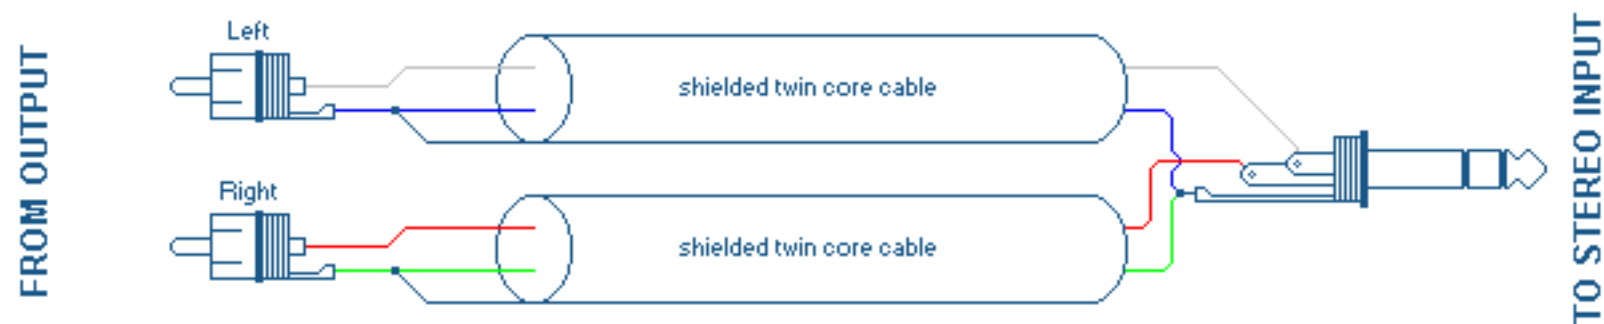 FROM OUTPUT
Left
shielded twin core cable
Right
shielded twin core cable
TO STEREO INPUT